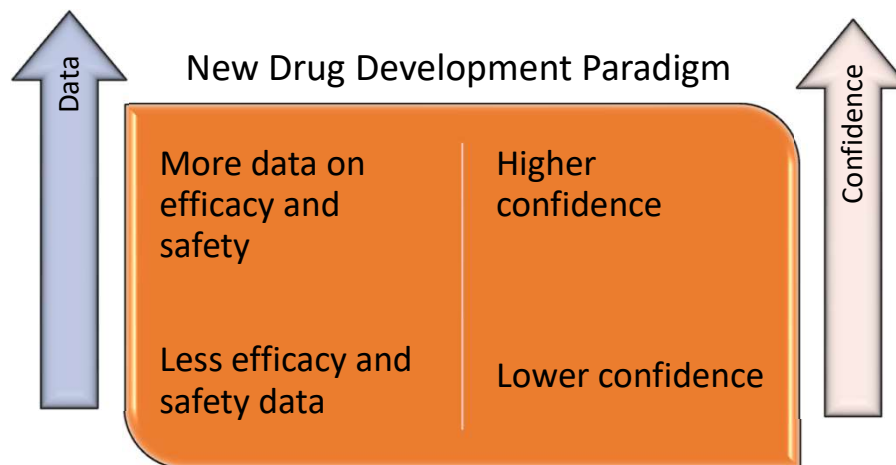 Data
New Drug Development Paradigm
Confidence
More data on
efficacy and
safety
Higher
confidence
Less efficacy and
safety data
Lower confidence